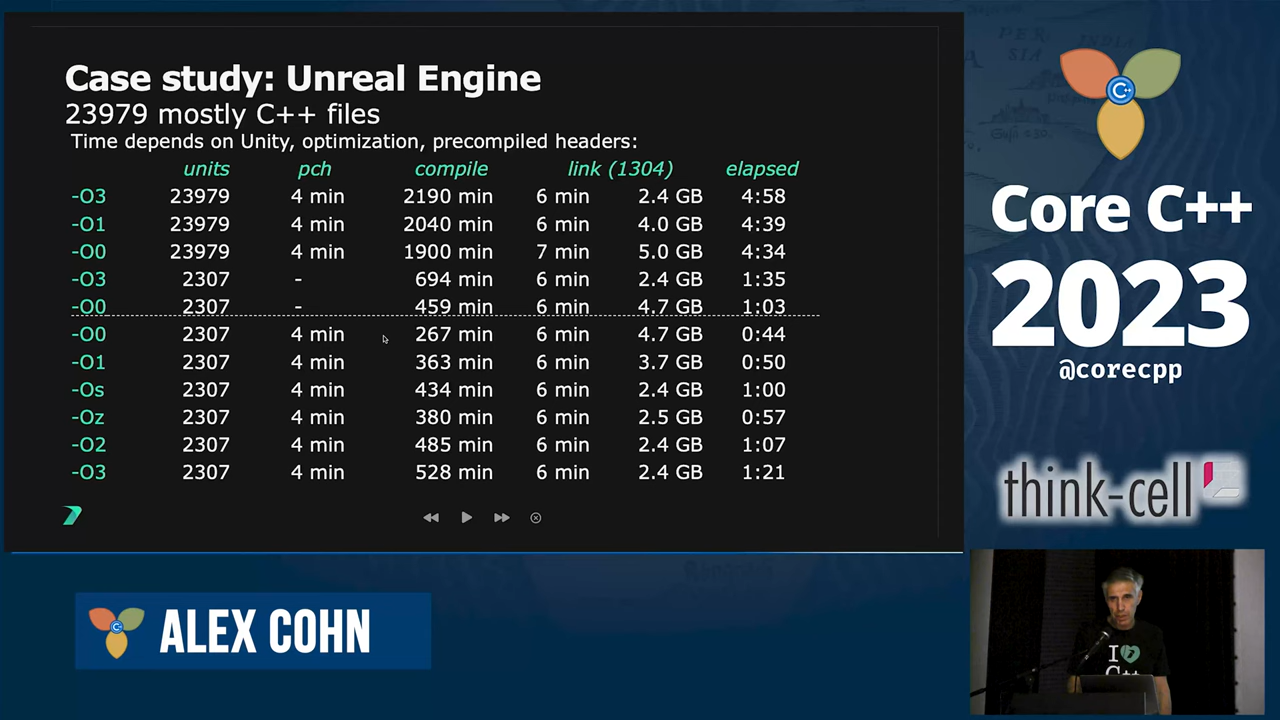 Case study: Unreal Engine
23979 mostly C++ files
Time depends on Unity, optimization, precompiled headers:
units pch compile link (1304) elapsed
-O3 23979 4 min 2190 min 6 min 2.4 GB 4:58
-O1 23979 4 min 2040 min 6 min 4.0 GB 4:39
-O0 23979 4 min 1900 min 7 min 5.0 GB 4:34
-O3 2307 - 694 min 6 min 2.4 GB 1:35
-O0 2307 - 459 min 6 min 4.7 GB 1:03
-O0 2307 4 min 267 min 6 min 4.7 GB 0:44
-O1 2307 4 min 363 min 6 min 3.7 GB 0:50
-Os 2307 4 min 434 min 6 min 2.4 GB 1:00
-Oz 2307 4 min 380 min 6 min 2.5 GB 0:57
-O2 2307 4 min 485 min 6 min 2.4 GB 1:07
-O3 2307 4 min 528 min 6 min 2.4 GB 1:21
C++
Core C++
2023
@corecpp
think-cell
ALEX COHN
I
C++